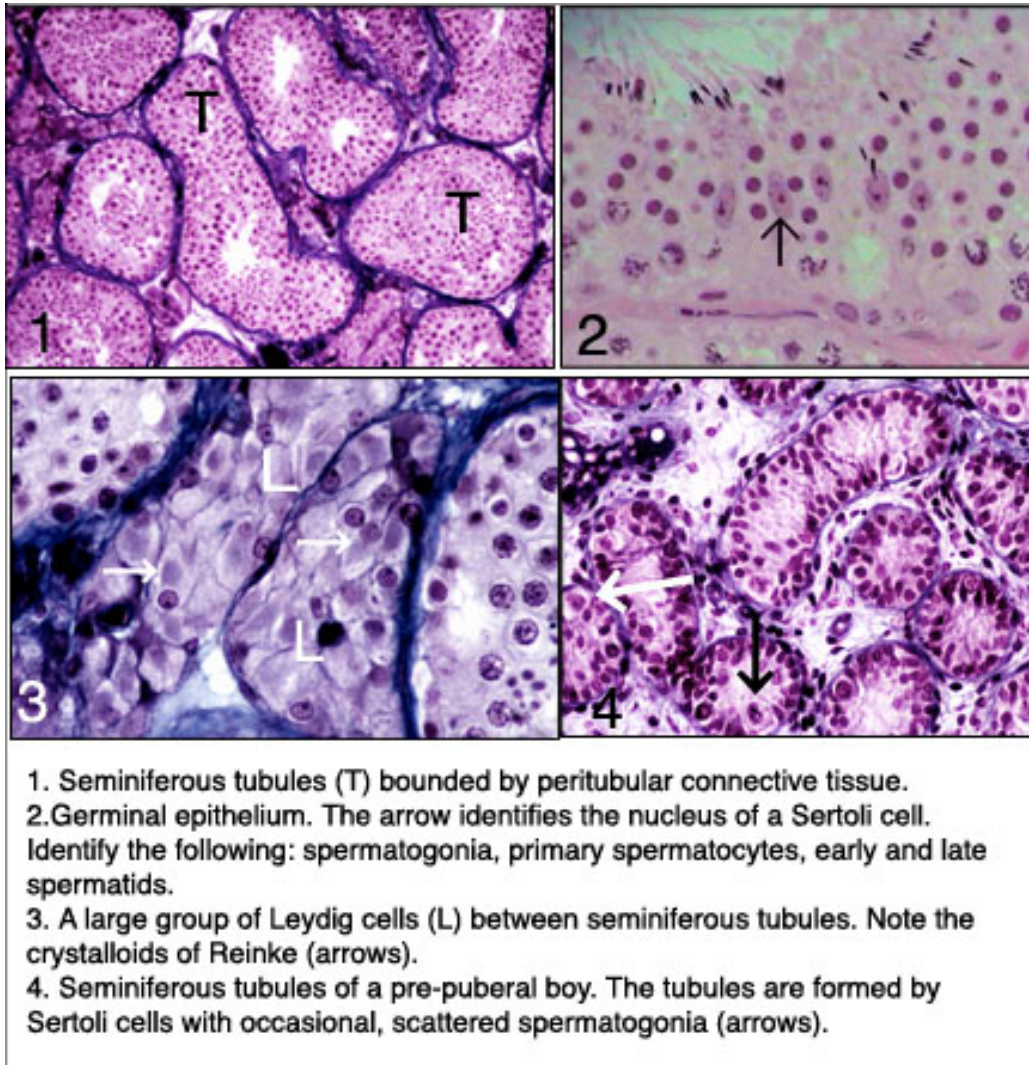 T
T
1
2
L
L
3
4
1. Seminiferous tubules (T) bounded by peritubular connective tissue.
2.Germinal epithelium. The arrow identifies the nucleus of a Sertoli cell.
Identify the following: spermatogonia, primary spermatocytes, early and late
spermatids.
3. A large group of Leydig cells (L) between seminiferous tubules. Note the
crystalloids of Reinke (arrows).
4. Seminiferous tubules of a pre-puberal boy. The tubules are formed by
Sertoli cells with occasional, scattered spermatogonia (arrows).